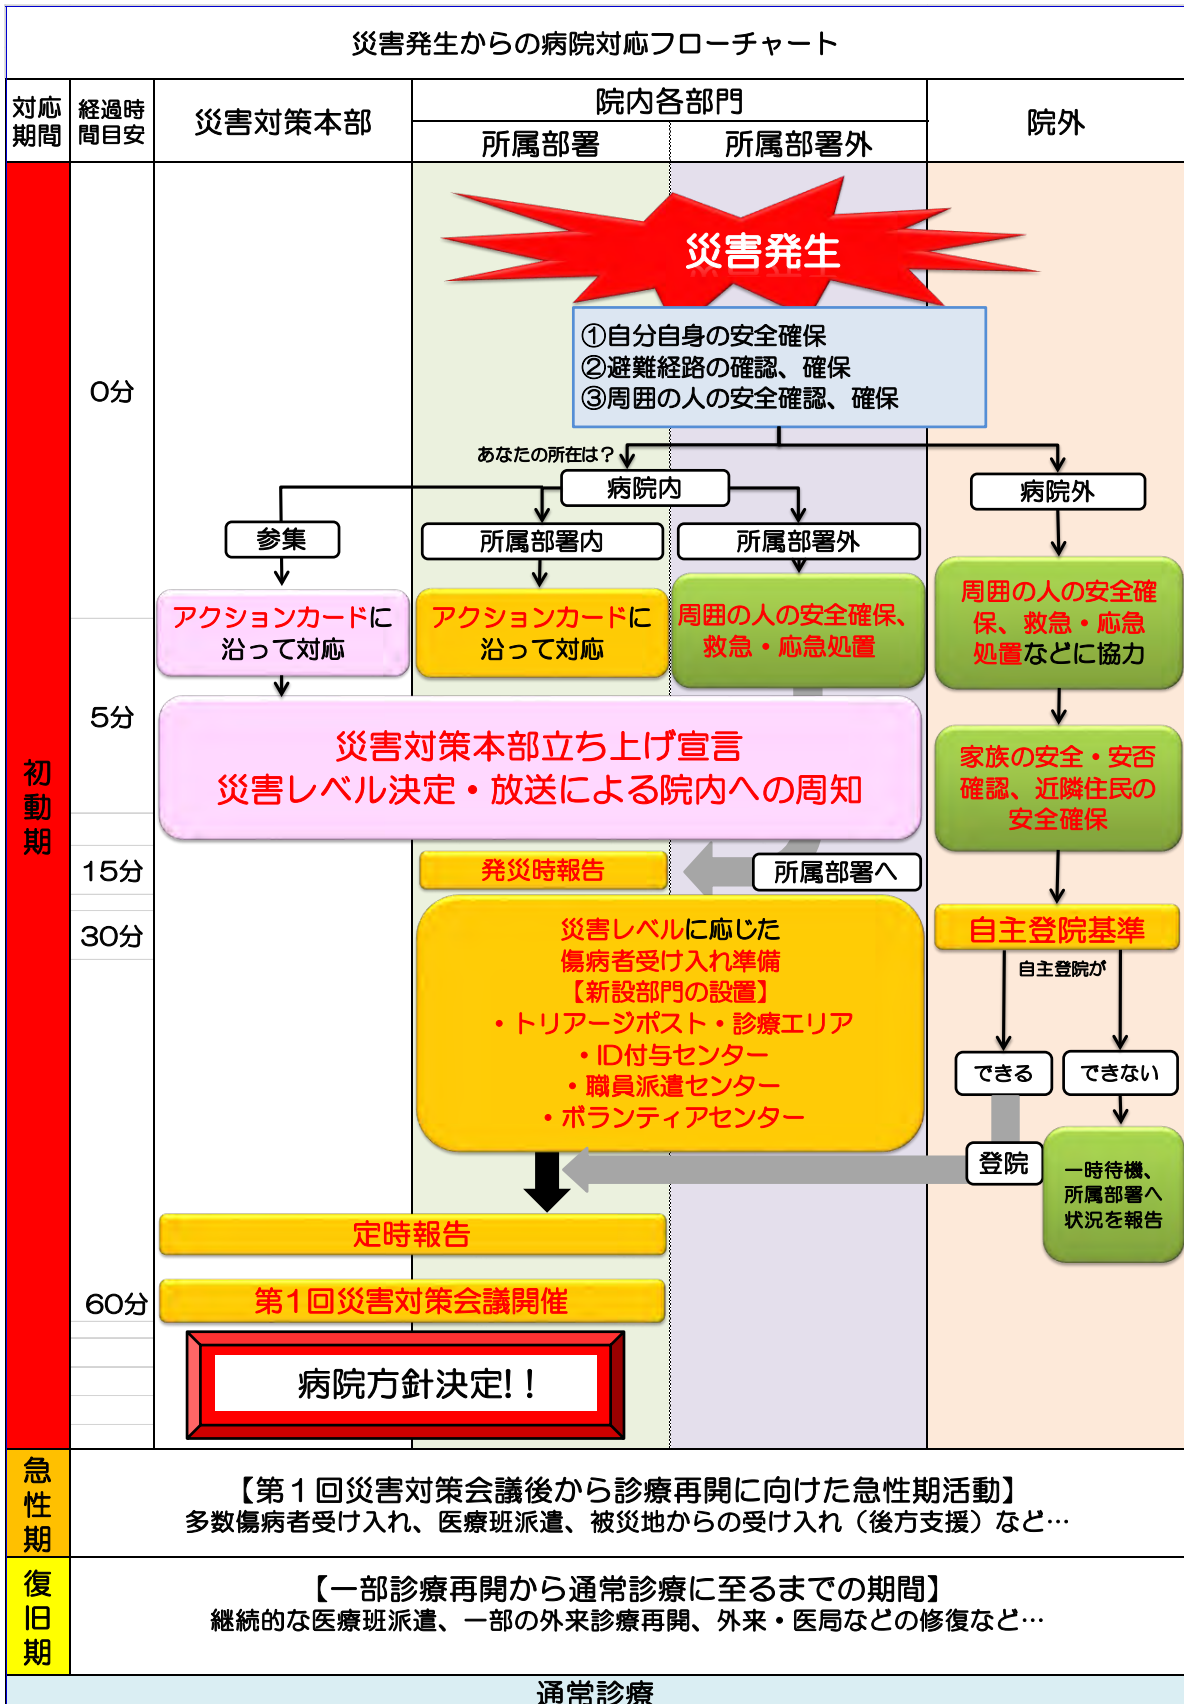 災害発生からの病院対応フローチャート
対応
期間
経過時
間目安
災害対策本部
院内各部門
所属部署
所属部署外
院外
災害発生
①自分自身の安全確保
②避難経路の確認、確保
③周囲の人の安全確認、確保
0分
あなたの所在は？
病院内
病院外
参集
所属部署内
所属部署外
アクションカードに
沿って対応
アクションカードに
沿って対応
周囲の人の安全確保、
救急・応急処置
周囲の人の安全確
保、救急・応急
処置などに協力
5分
災害対策本部立ち上げ宣言
災害レベル決定・放送による院内への周知
家族の安全・安否
確認、近隣住民の
安全確保
初
動
期
15分
発災時報告
所属部署へ
30分
災害レベルに応じた
傷病者受け入れ準備
【新設部門の設置】
・トリアージポスト・診療エリア
・ID付与センター
・職員派遣センター
・ボランティアセンター
自主登院基準
自主登院が
できる
できない
登院
一時待機、
所属部署へ
状況を報告
定時報告
60分
第１回災害対策会議開催
病院方針決定！！
急
性
期
【第１回災害対策会議後から診療再開に向けた急性期活動】
多数傷病者受け入れ、医療班派遣、被災地からの受け入れ（後方支援）など…
復
旧
期
【一部診療再開から通常診療に至るまでの期間】
継続的な医療班派遣、一部の外来診療再開、外来・医局などの修復など…
通常診療